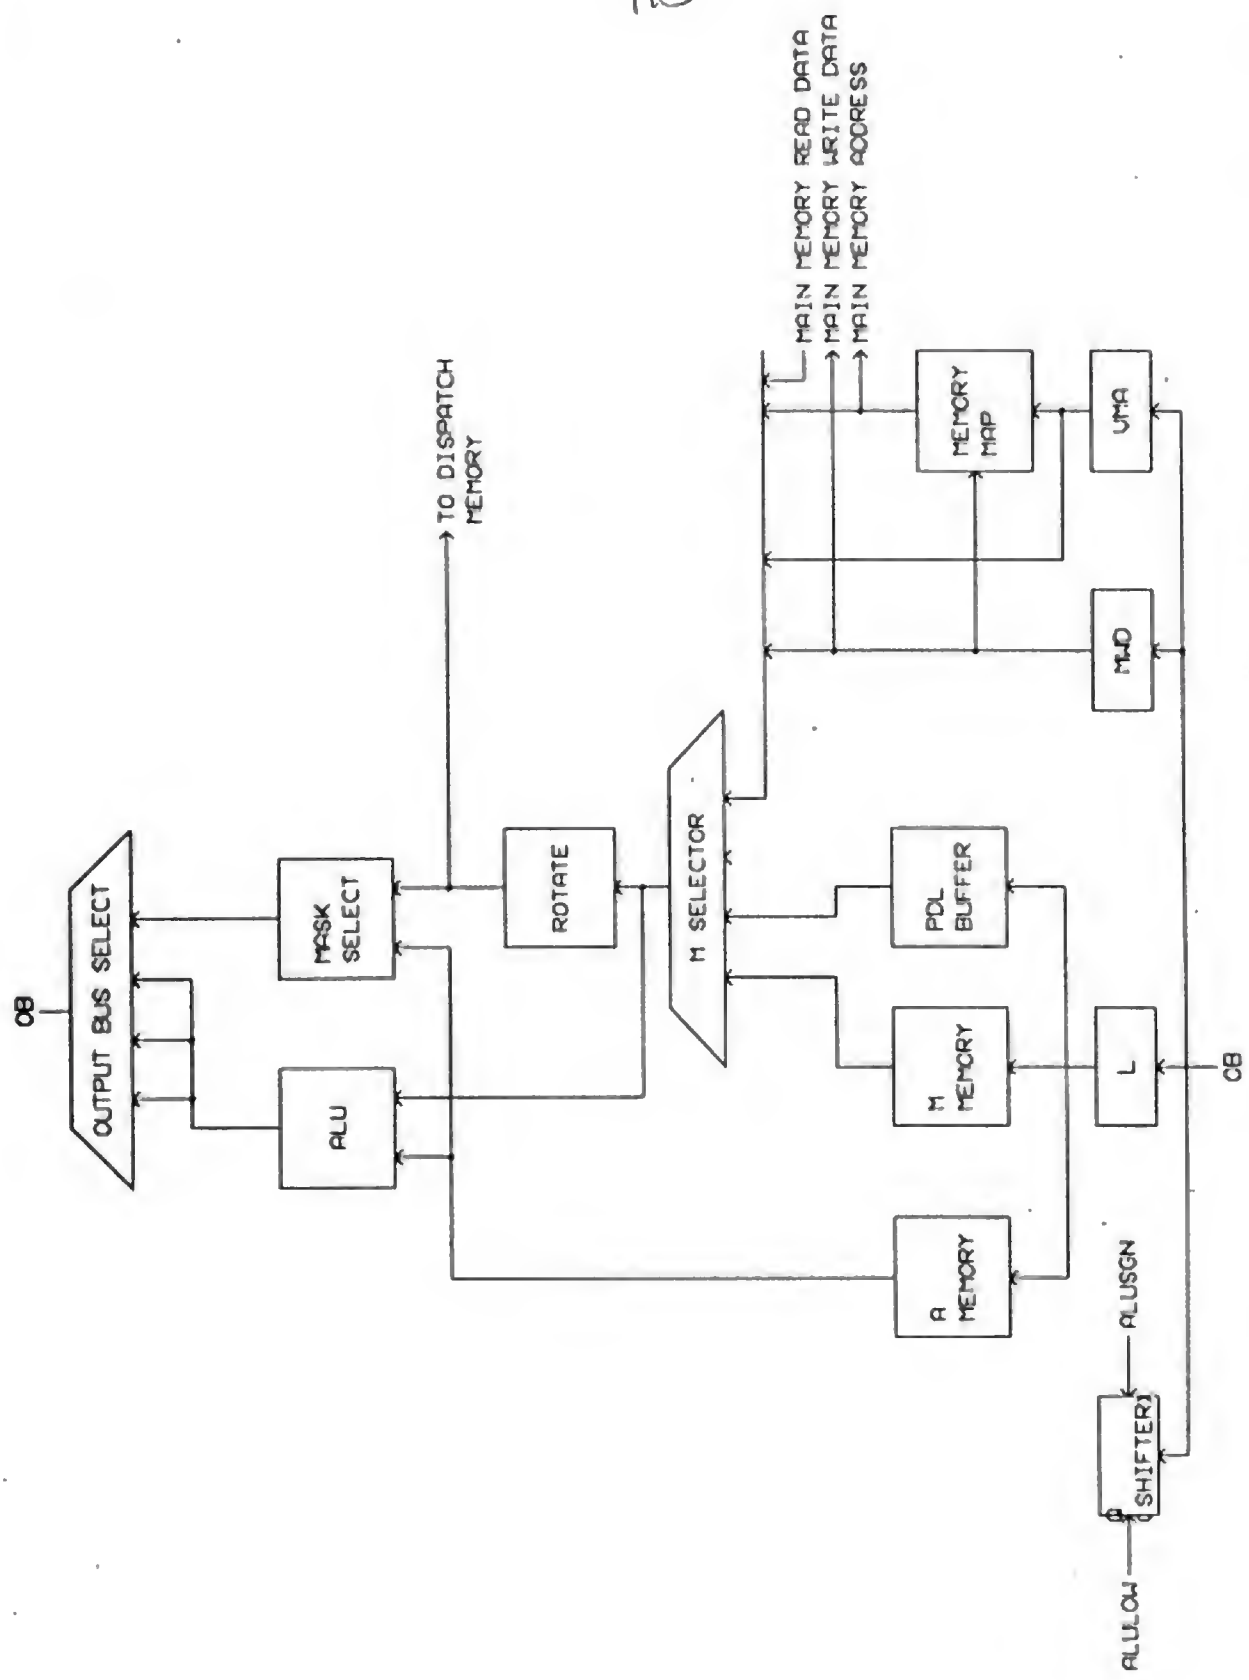 OB
OUTPUT BUS SELECT
MASK
SELECT
ALU
TO DISPATCH
MEMORY
ROTATE
M SELECTOR
MAIN MEMORY READ DATA
MAIN MEMORY WRITE DATA
MAIN MEMORY ADDRESS
A
MEMORY
M
MEMORY
PDL
BUFFER
MEMORY
MAP
L
MWD
VMA
ALULOW
Q
(SHIFTER)
ALUSGN
OB